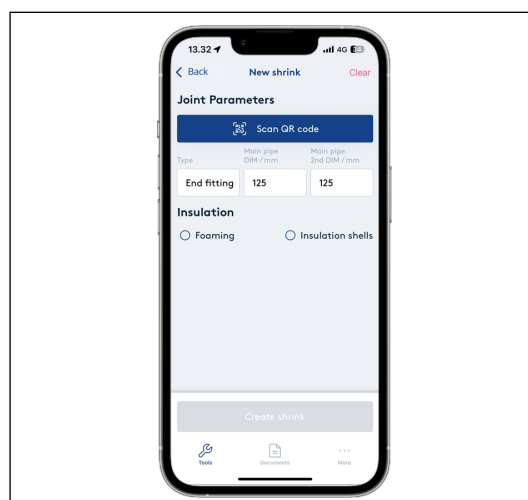 13.32 4G
Back New shrink Clear
Joint Parameters
Scan QR code
Type Main pipe DIM / mm Main pipe 2nd DIM / mm
End fitting 125 125
Insulation
Foaming Insulation shells
Create shrink
Tools Documents More